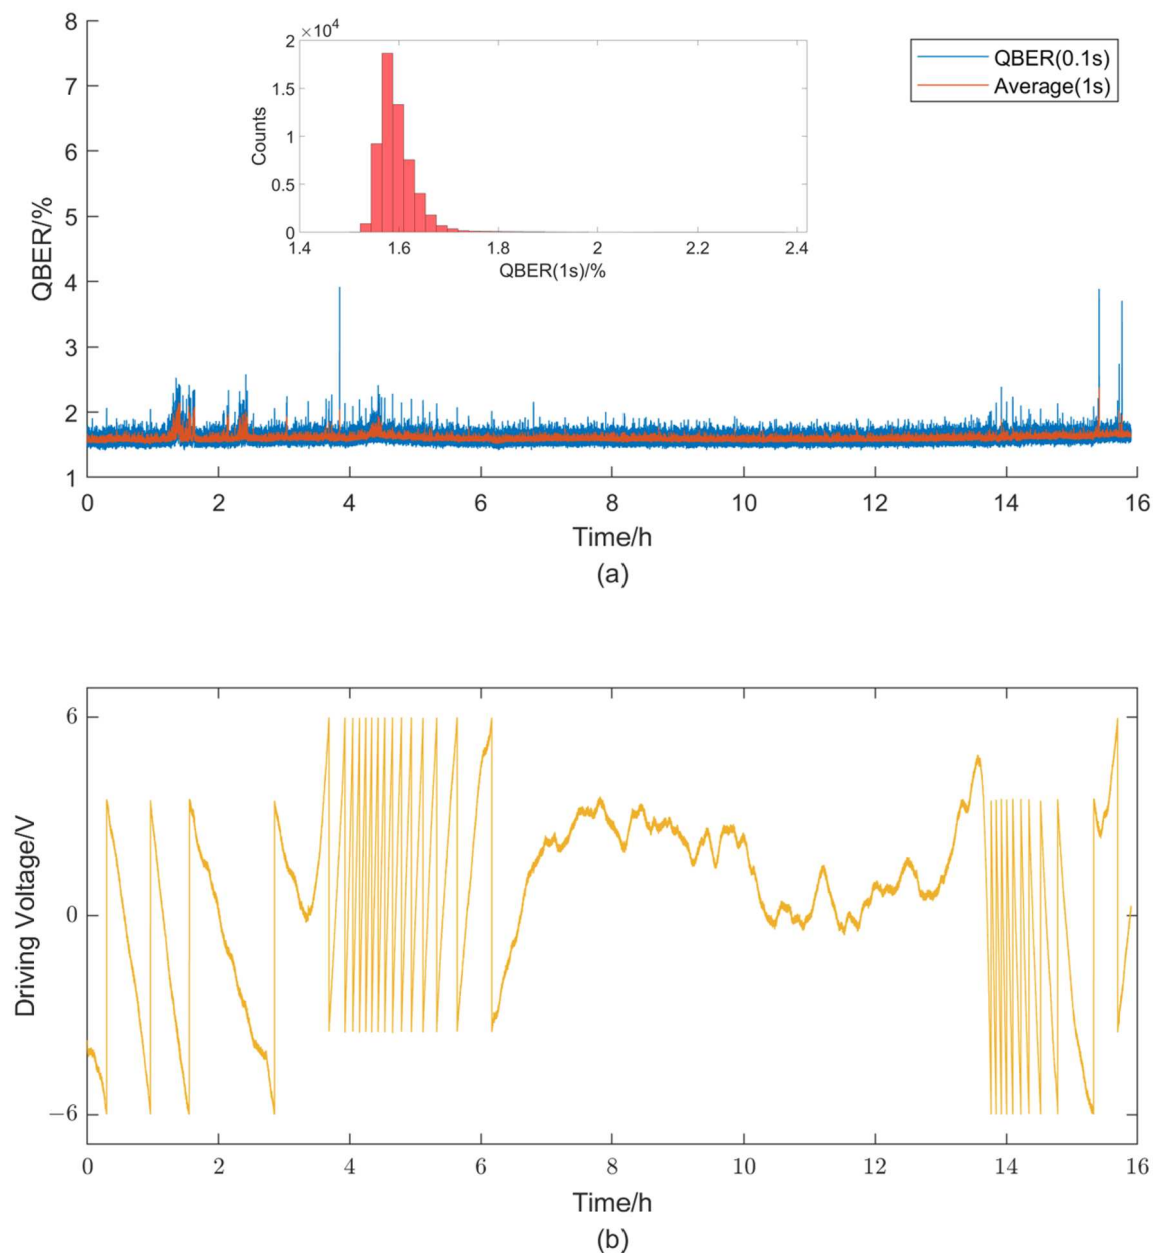 8
7
6
5
4
3
2
1
QBER/%
×10⁴
2
1.5
1
0.5
0
Counts
1.4 1.6 1.8 2 2.2 2.4
QBER(1s)/%
QBER(0.1s)
Average(1s)
0 2 4 6 8 10 12 14 16
Time/h
(a)
6
0
−6
Driving Voltage/V
0 2 4 6 8 10 12 14 16
Time/h
(b)